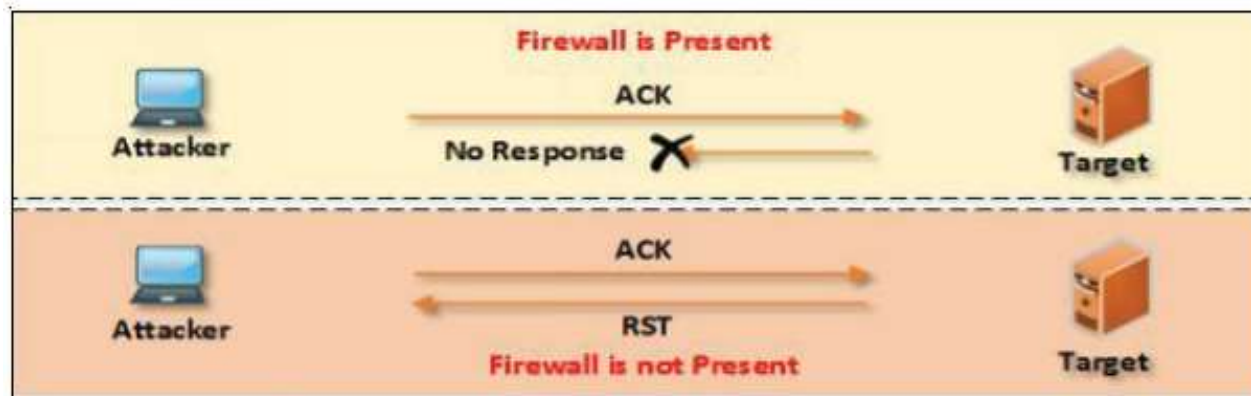 Firewall is Present
ACK
Attacker
No Response
Target
ACK
Attacker
RST
Firewall is not Present
Target